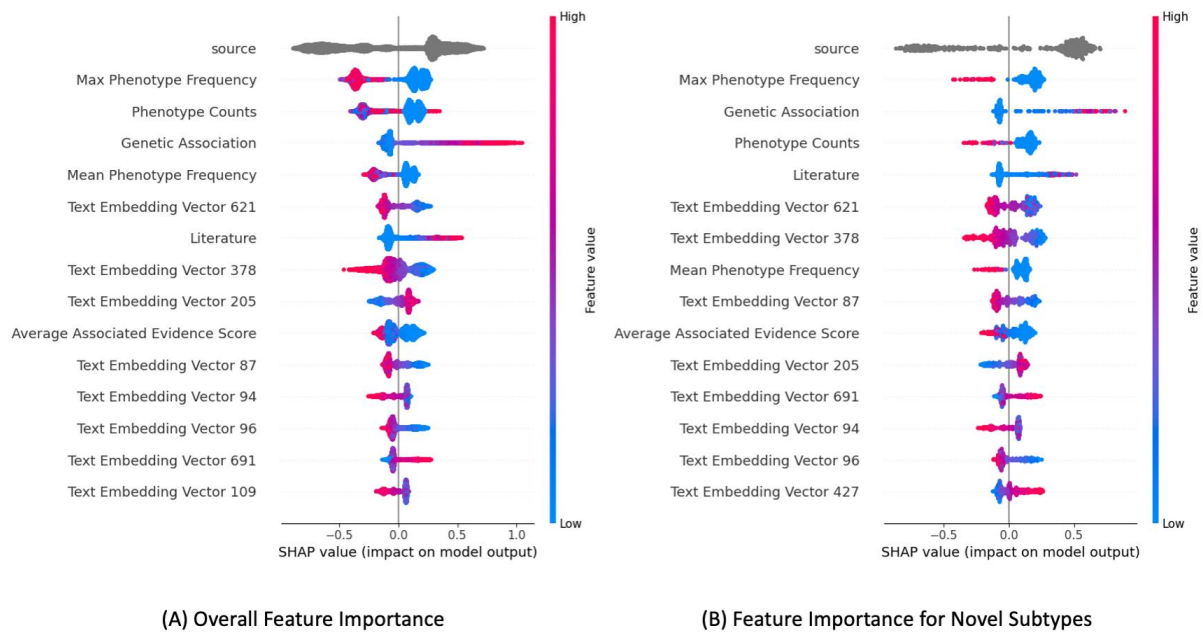 High
source
Max Phenotype Frequency
Phenotype Counts
Genetic Association
Mean Phenotype Frequency
Text Embedding Vector 621
Literature
Text Embedding Vector 378
Text Embedding Vector 205
Average Associated Evidence Score
Text Embedding Vector 87
Text Embedding Vector 94
Text Embedding Vector 96
Text Embedding Vector 691
Text Embedding Vector 109
Feature value
Low
−0.5 0.0 0.5 1.0
SHAP value (impact on model output)
(A) Overall Feature Importance
High
source
Max Phenotype Frequency
Genetic Association
Phenotype Counts
Literature
Text Embedding Vector 621
Text Embedding Vector 378
Mean Phenotype Frequency
Text Embedding Vector 87
Average Associated Evidence Score
Text Embedding Vector 205
Text Embedding Vector 691
Text Embedding Vector 94
Text Embedding Vector 96
Text Embedding Vector 427
Feature value
Low
−0.5 0.0 0.5
SHAP value (impact on model output)
(B) Feature Importance for Novel Subtypes